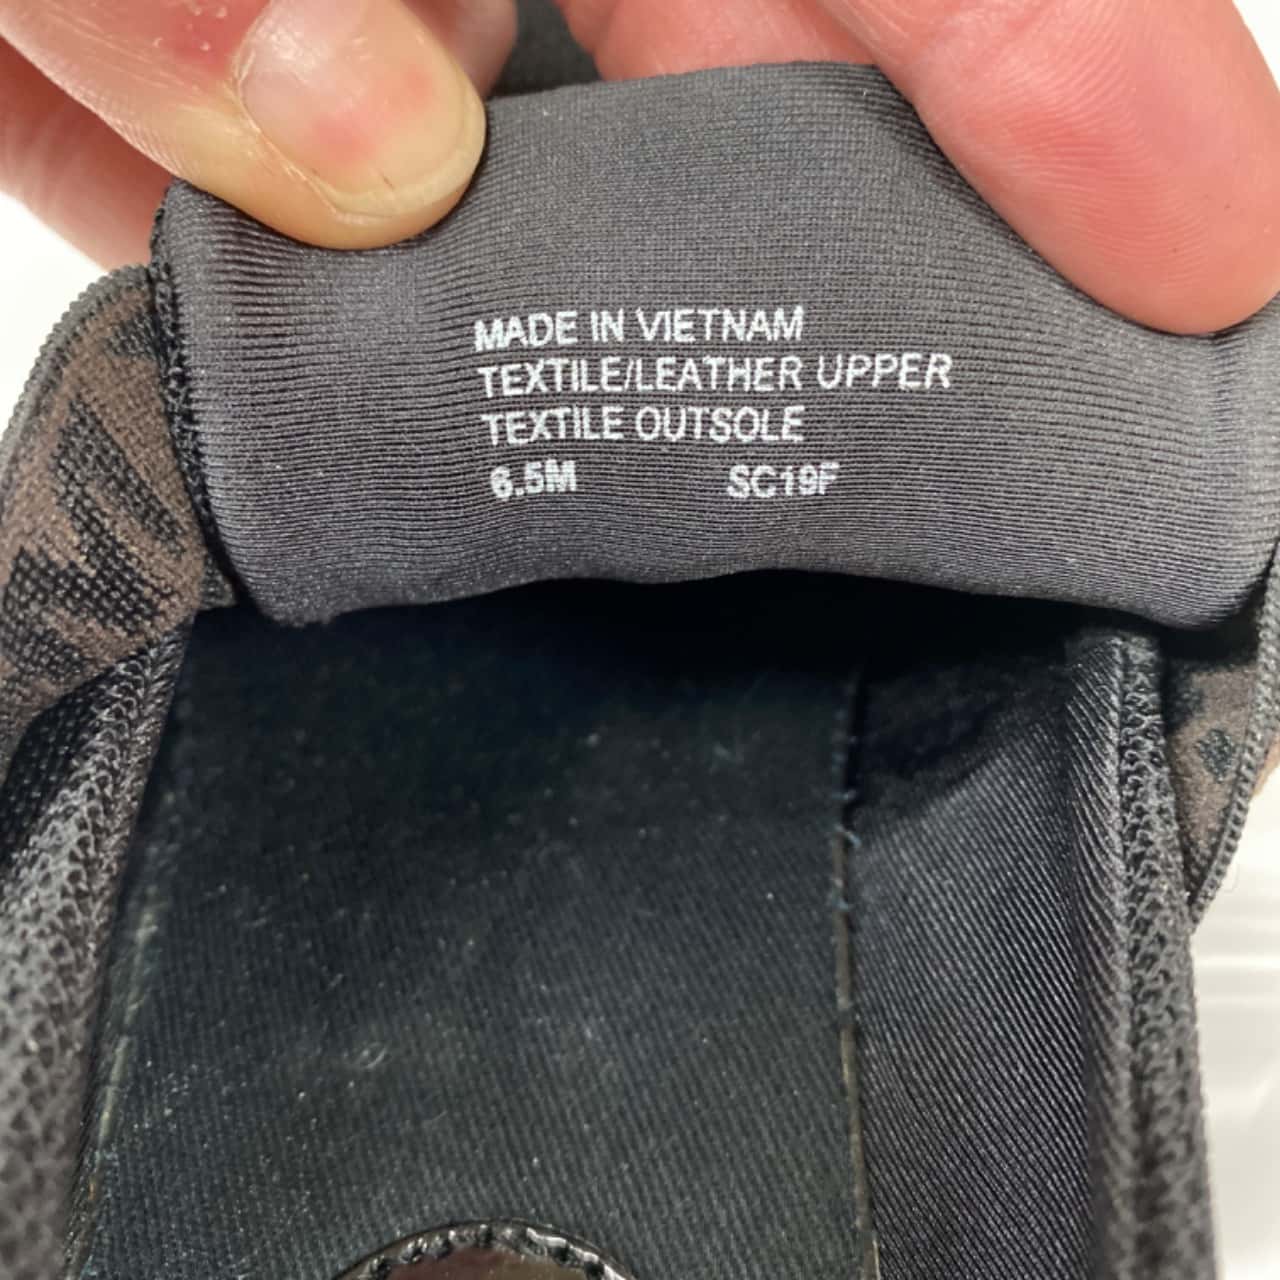 MADE IN VIETNAM
TEXTILE/LEATHER UPPER
TEXTILE OUTSOLE
6.5M SC19F